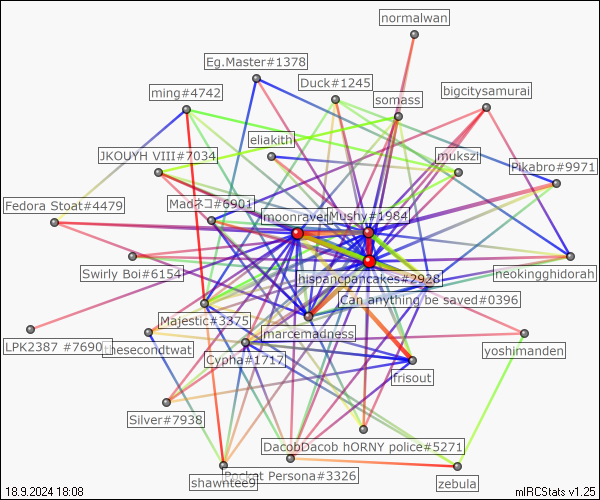 normalwan
Eg.Master#1378
Duck#1245
ming#4742
somass
bigcitysamurai
eliakith
JKOUYH VIII#7034
mukszi
Pikabro#9971
Madネコ#6901
Fedora Stoat#4479
moonraven
Mushy#1984
Swirly Boi#6154
hispancpancakes#2928
neokingghidorah
Can anything be saved#0396
Majestic#3375
marcemadness
LPK2387 #7690
thesecondtwat
Cypha#1717
yoshimanden
frisout
Silver#7938
DacobDacob hORNY police#5271
Pocket Persona#3326
shawntee9
zebula
18.9.2024 18:08
mIRCStats v1.25